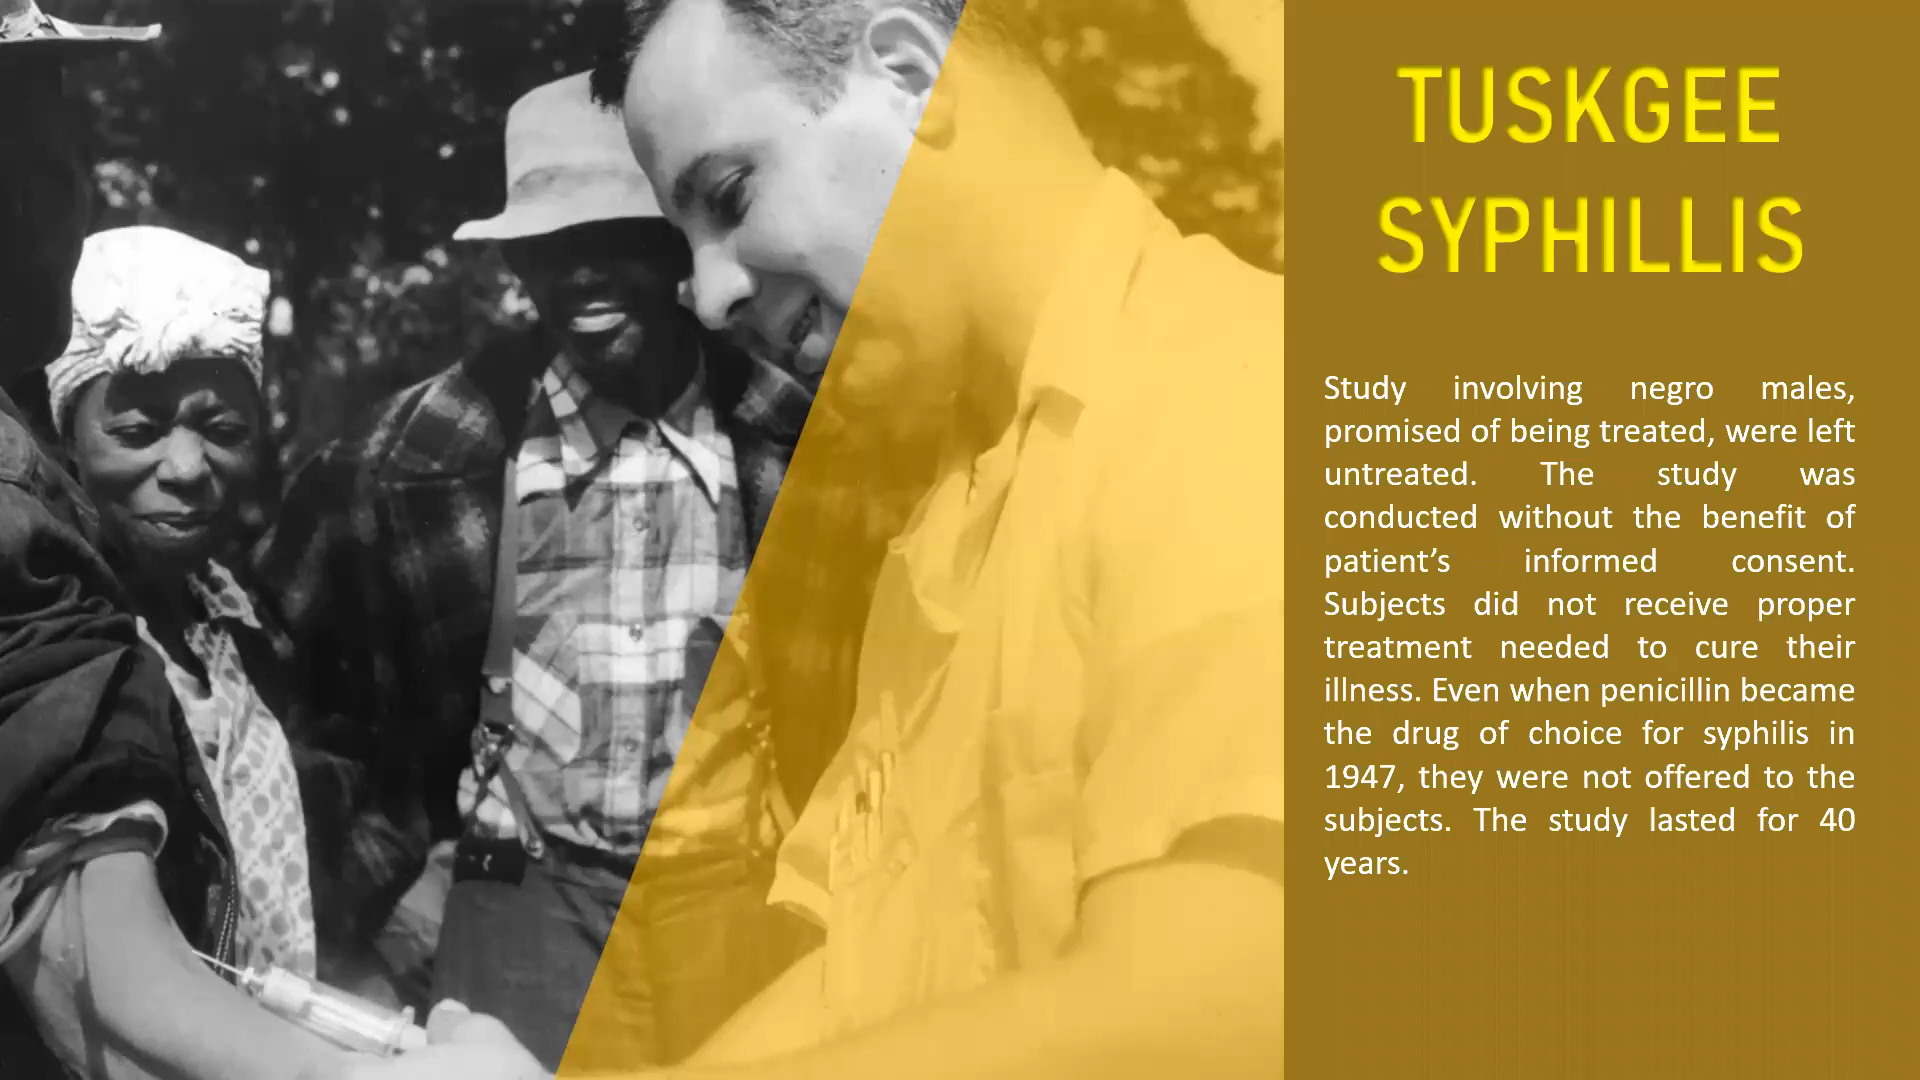 TUSKGEE
SYPHILLIS
Study involving negro males,
promised of being treated, were left
untreated. The study was
conducted without the benefit of
patient’s informed consent.
Subjects did not receive proper
treatment needed to cure their
illness. Even when penicillin became
the drug of choice for syphilis in
1947, they were not offered to the
subjects. The study lasted for 40
years.